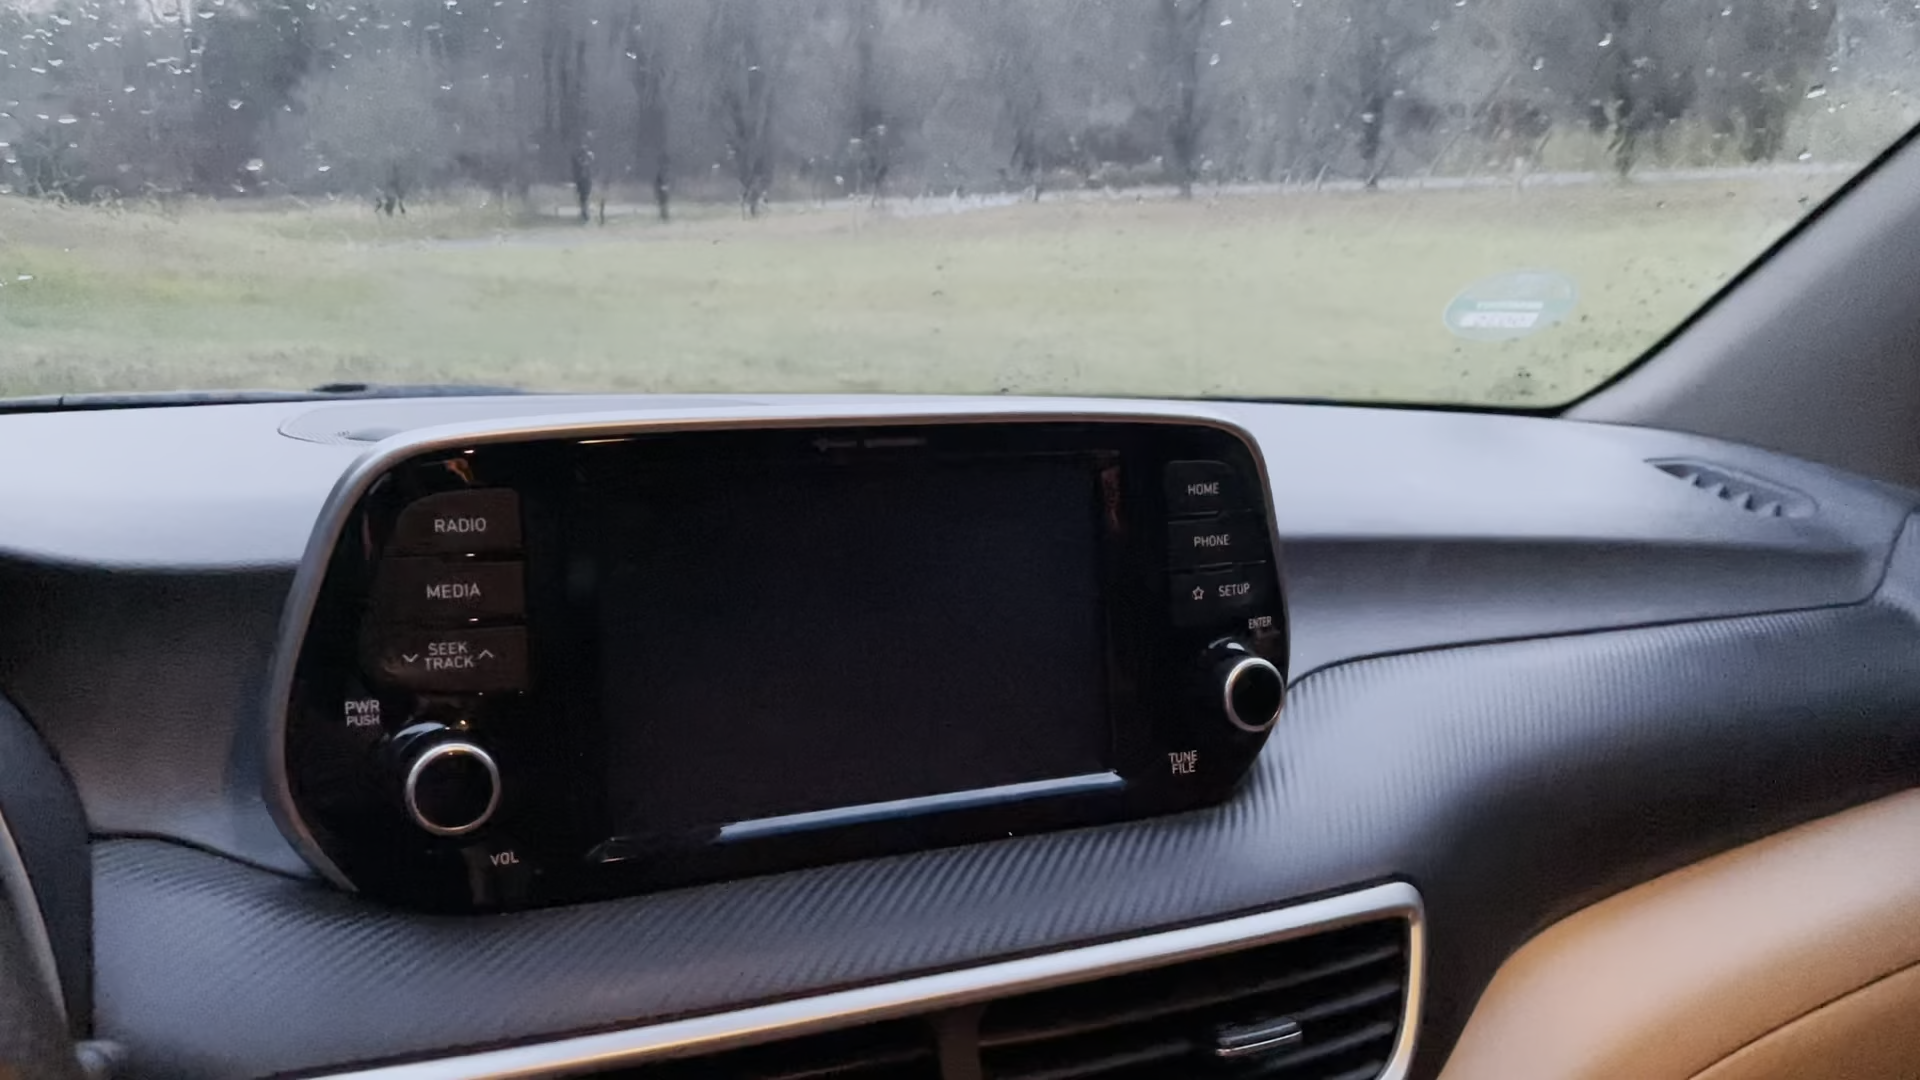 RADIO
MEDIA
SEEK
TRACK
PWR
PUSH
VOL
HOME
PHONE
☆ SETUP
ENTER
TUNE
FILE